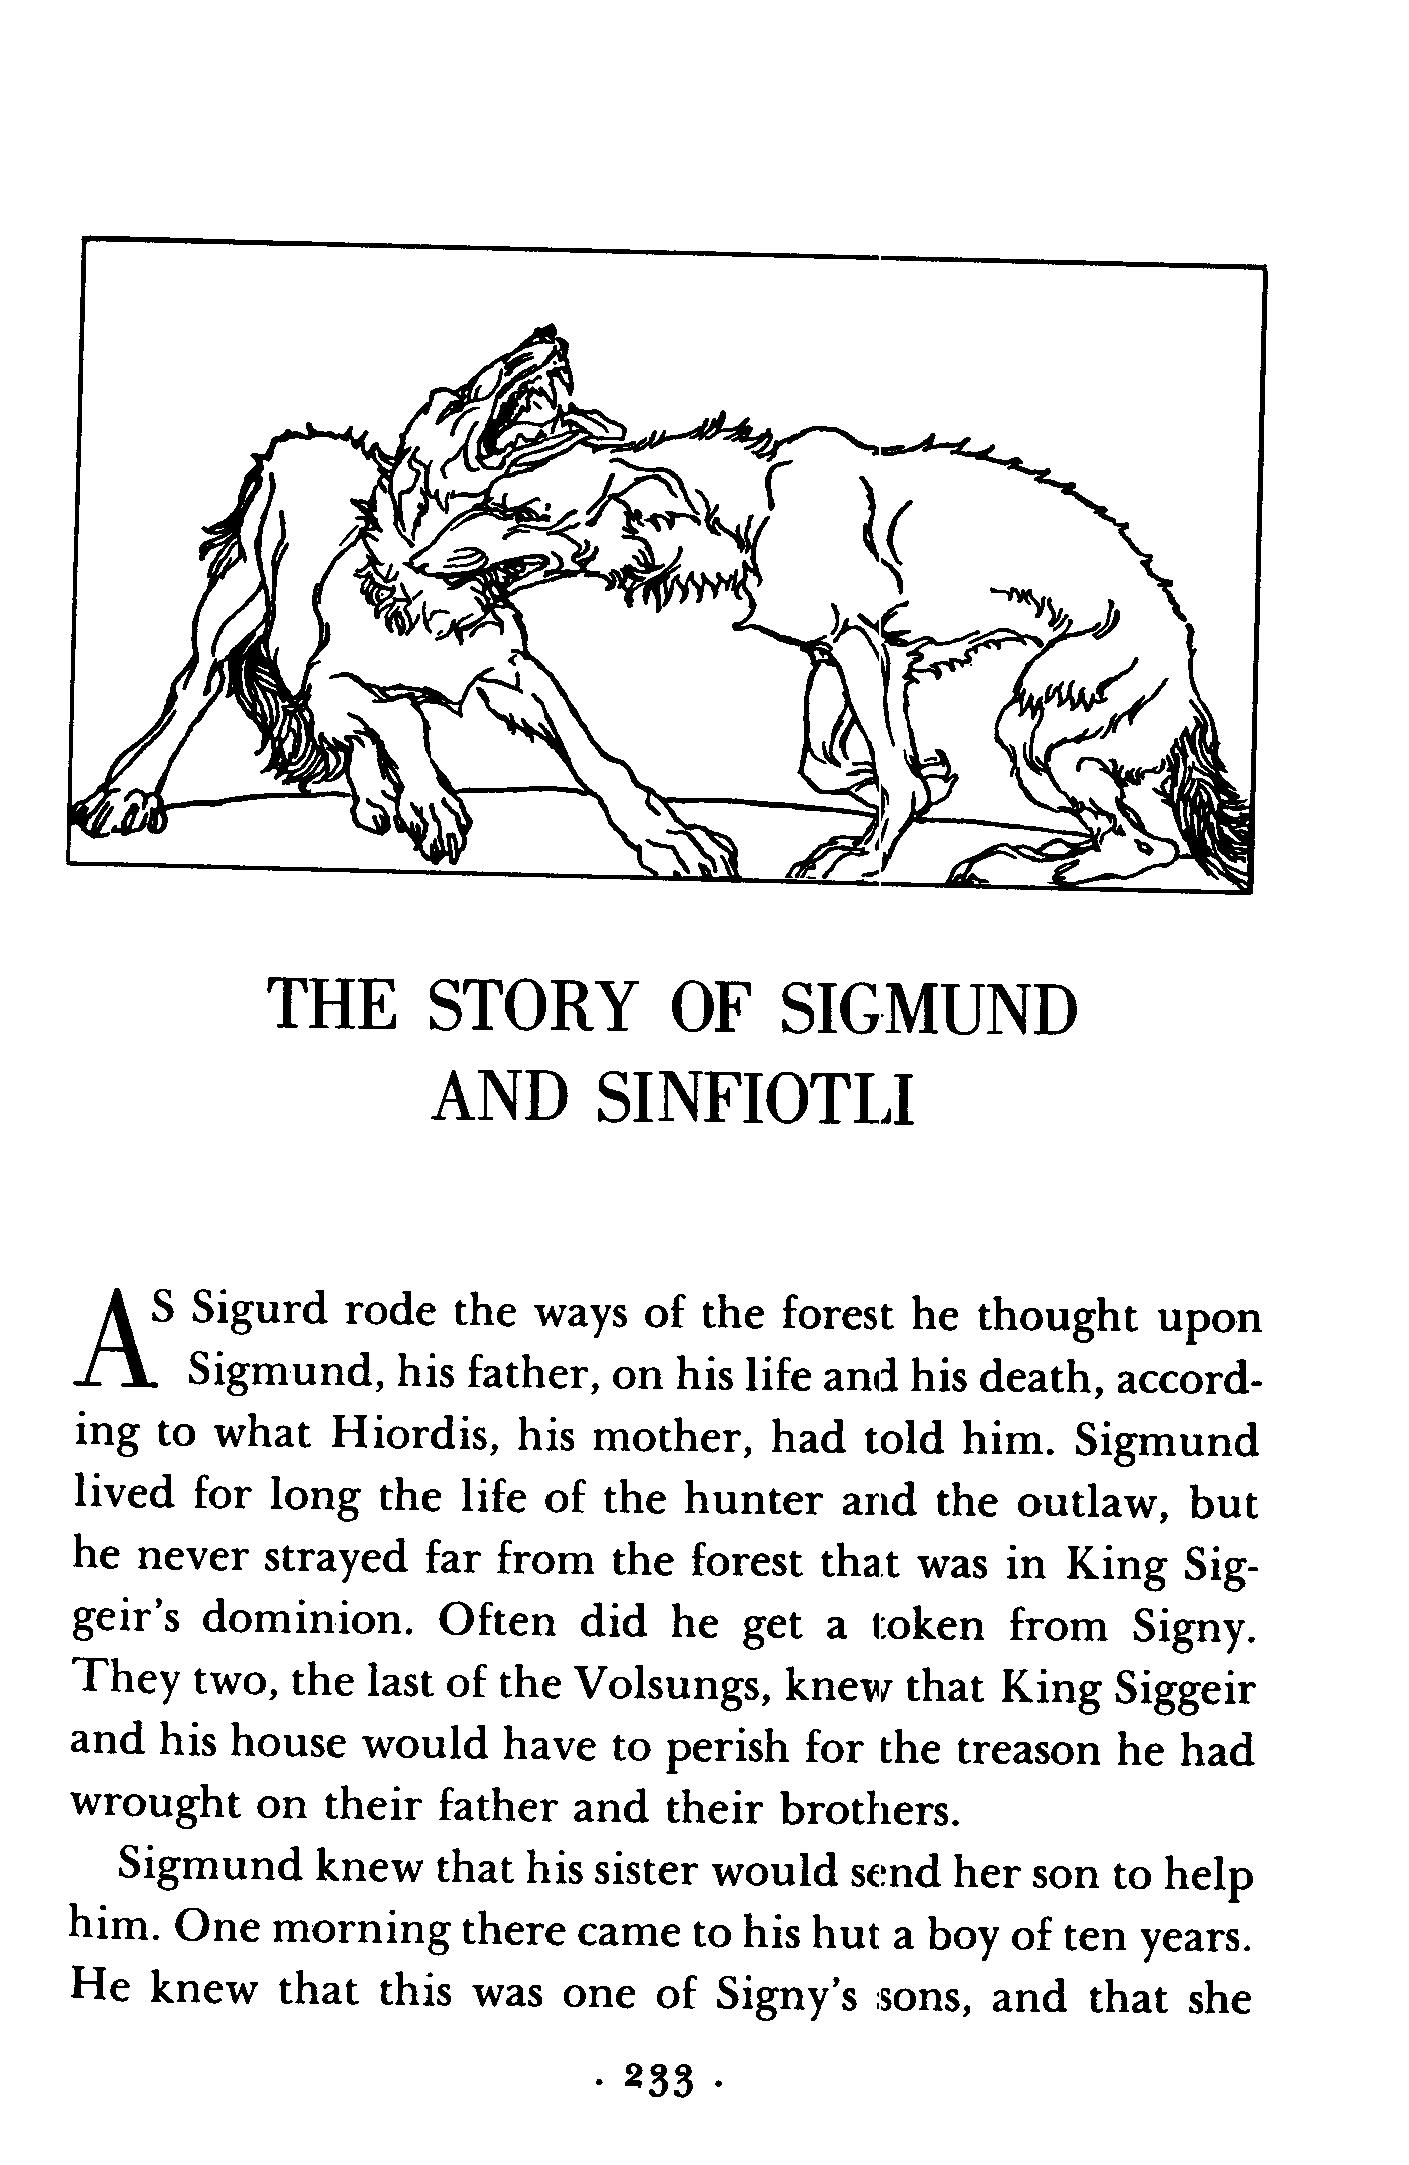 THE STORY OF SIGMUND
AND SINFIOTLI
AS Sigurd rode the ways of the forest he thought upon
Sigmund, his father, on his life and his death, accord-
ing to what Hiordis, his mother, had told him. Sigmund
lived for long the life of the hunter and the outlaw, but
he never strayed far from the forest that was in King Sig-
geir's dominion. Often did he get a token from Signy.
They two, the last of the Volsungs, knew that King Siggeir
and his house would have to perish for the treason he had
wrought on their father and their brothers.
Sigmund knew that his sister would send her son to help
him. One morning there came to his hut a boy of ten years.
He knew that this was one of Signy's sons, and that she
· 233 ·